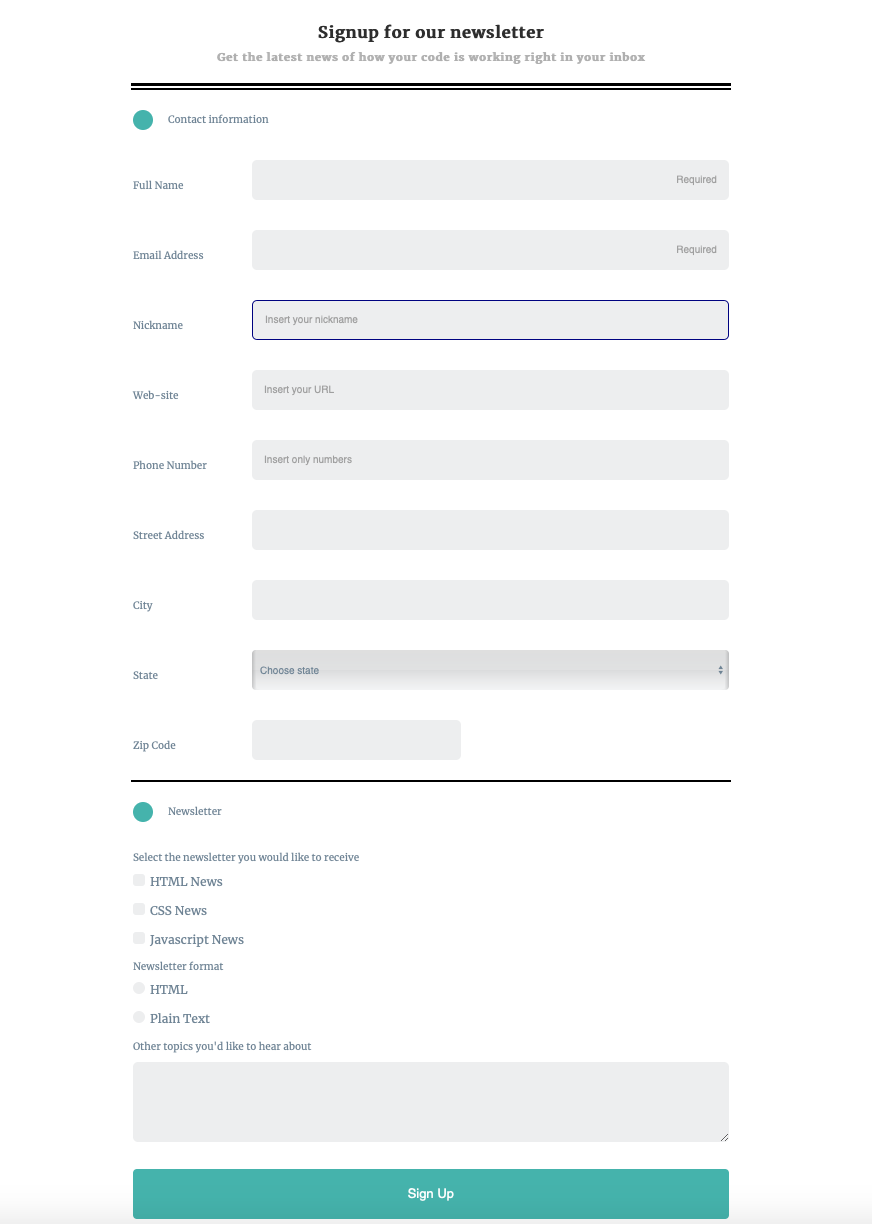 Signup for our newsletter
Get the latest news of how your code is working right in your inbox
Contact information
Full Name
Required
Email Address
Required
Nickname
Insert your nickname
Web-site
Insert your URL
Phone Number
Insert only numbers
Street Address
City
State
Choose state
Zip Code
Newsletter
Select the newsletter you would like to receive
HTML News
CSS News
Javascript News
Newsletter format
HTML
Plain Text
Other topics you'd like to hear about
Sign Up